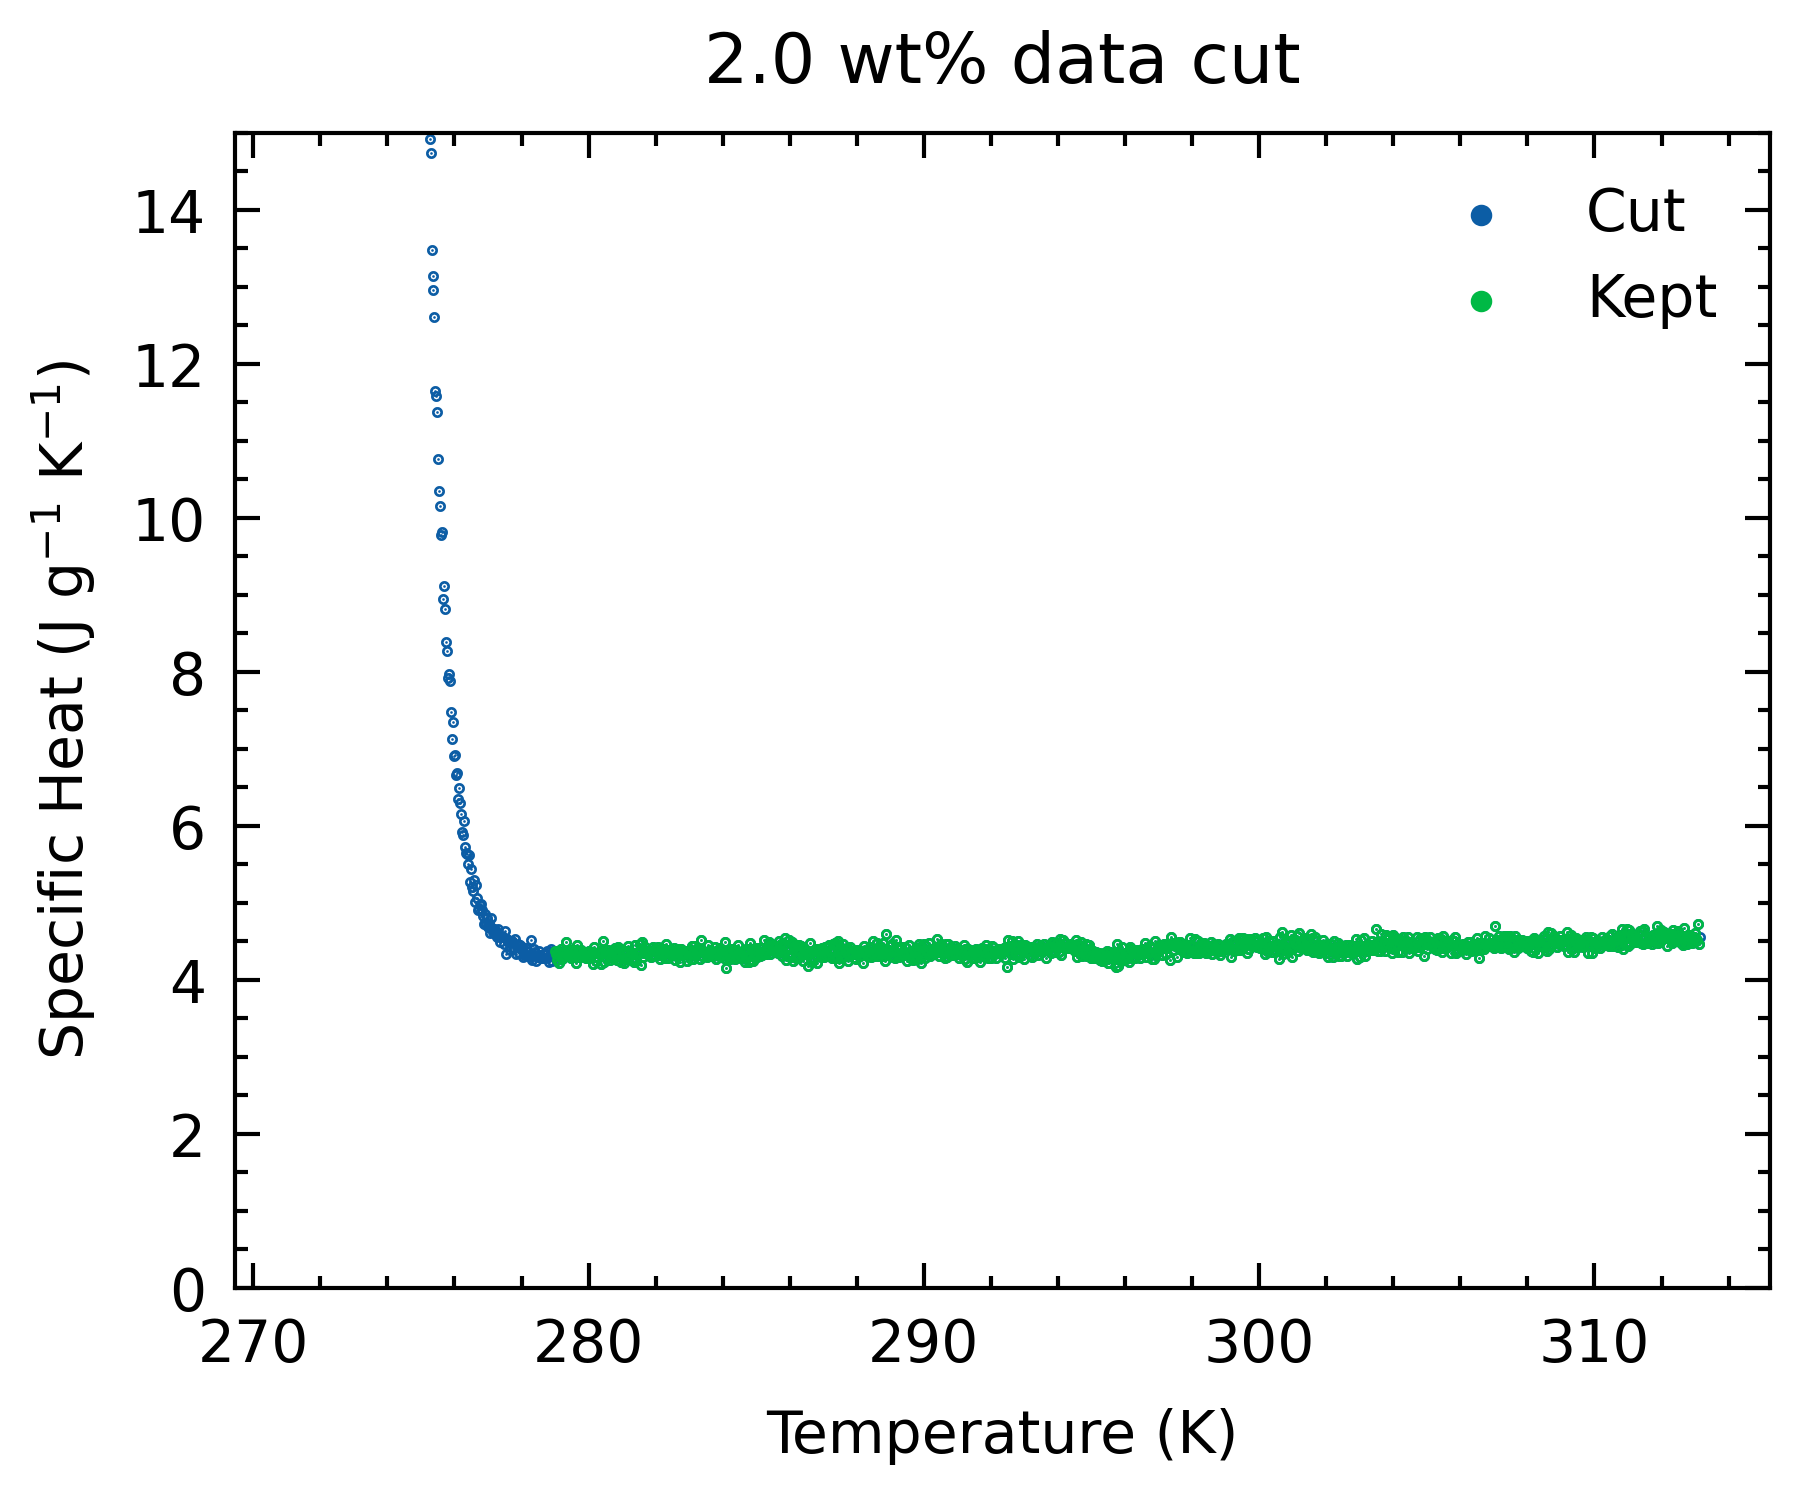 2.0 wt% data cut
Cut
Kept
14
12
10
8
6
4
2
0
Specific Heat (J g⁻¹ K⁻¹)
270 280 290 300 310
Temperature (K)